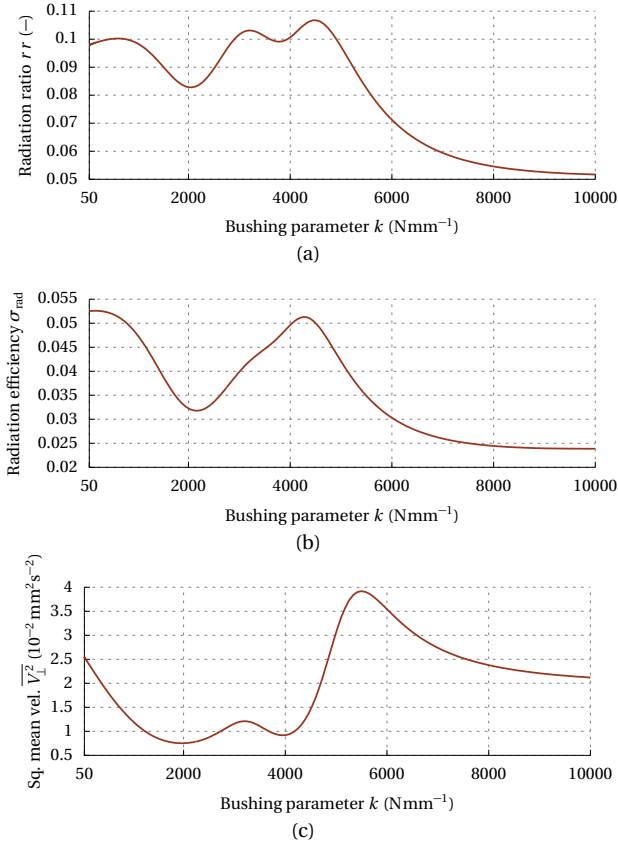 0.11
0.1
0.09
0.08
0.07
0.06
0.05
Radiation ratio r r (−)
50 2000 4000 6000 8000 10000
Bushing parameter k (Nmm⁻¹)
(a)
0.055
0.05
0.045
0.04
0.035
0.03
0.025
0.02
Radiation efficiency σrad
50 2000 4000 6000 8000 10000
Bushing parameter k (Nmm⁻¹)
(b)
4
3.5
3
2.5
2
1.5
1
0.5
Sq. mean vel. V⊥² (10⁻² mm² s⁻²)
50 2000 4000 6000 8000 10000
Bushing parameter k (Nmm⁻¹)
(c)